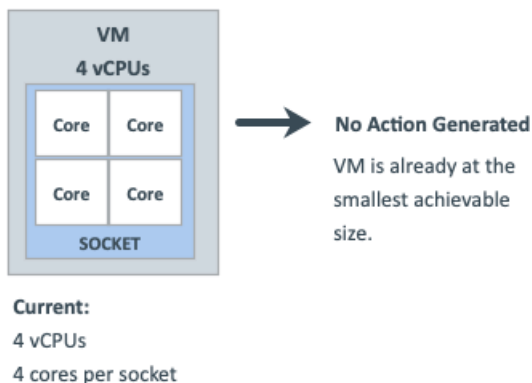 VM
4 vCPUs
Core Core
Core Core
SOCKET
No Action Generated
VM is already at the
smallest achievable
size.
Current:
4 vCPUs
4 cores per socket